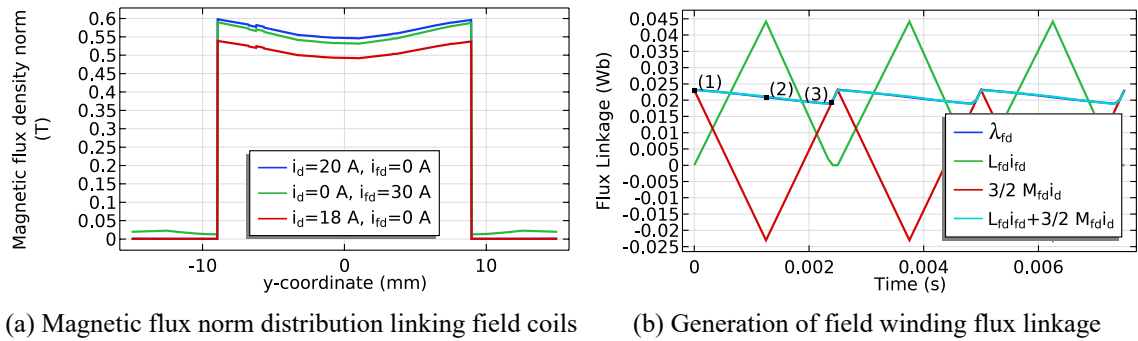 Magnetic flux density norm
(T)
0.6
0.55
0.5
0.45
0.4
0.35
0.3
0.25
0.2
0.15
0.1
0.05
0
-10
0
10
y-coordinate (mm)
i_d=20 A, i_fd=0 A
i_d=0 A, i_fd=30 A
i_d=18 A, i_fd=0 A
(a) Magnetic flux norm distribution linking field coils
Flux Linkage (Wb)
0.045
0.04
0.035
0.03
0.025
0.02
0.015
0.01
0.005
0
-0.005
-0.01
-0.015
-0.02
-0.025
0
0.002
0.004
0.006
Time (s)
(1)
(2)
(3)
λ_fd
L_fd i_fd
3/2 M_fd i_d
L_fd i_fd+3/2 M_fd i_d
(b) Generation of field winding flux linkage